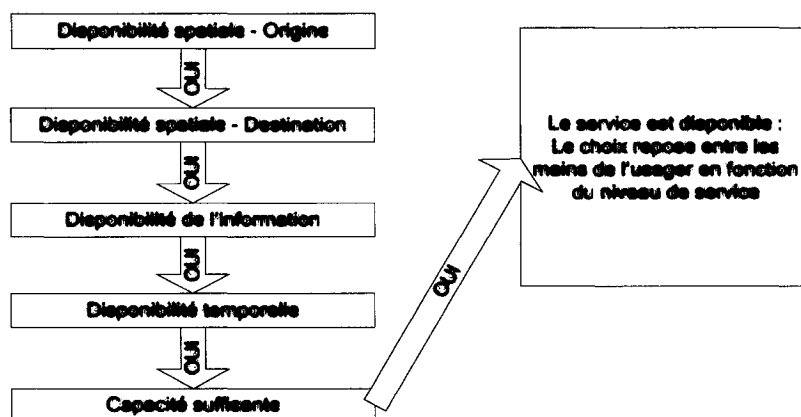 Disponibilité spatiale - Origine
OUI
Disponibilité spatiale - Destination
OUI
Disponibilité de l'information
OUI
Disponibilité temporelle
OUI
Capacité suffisante
OUI
Le service est disponible :
Le choix repose entre les
mains de l'usager en fonction
du niveau de service